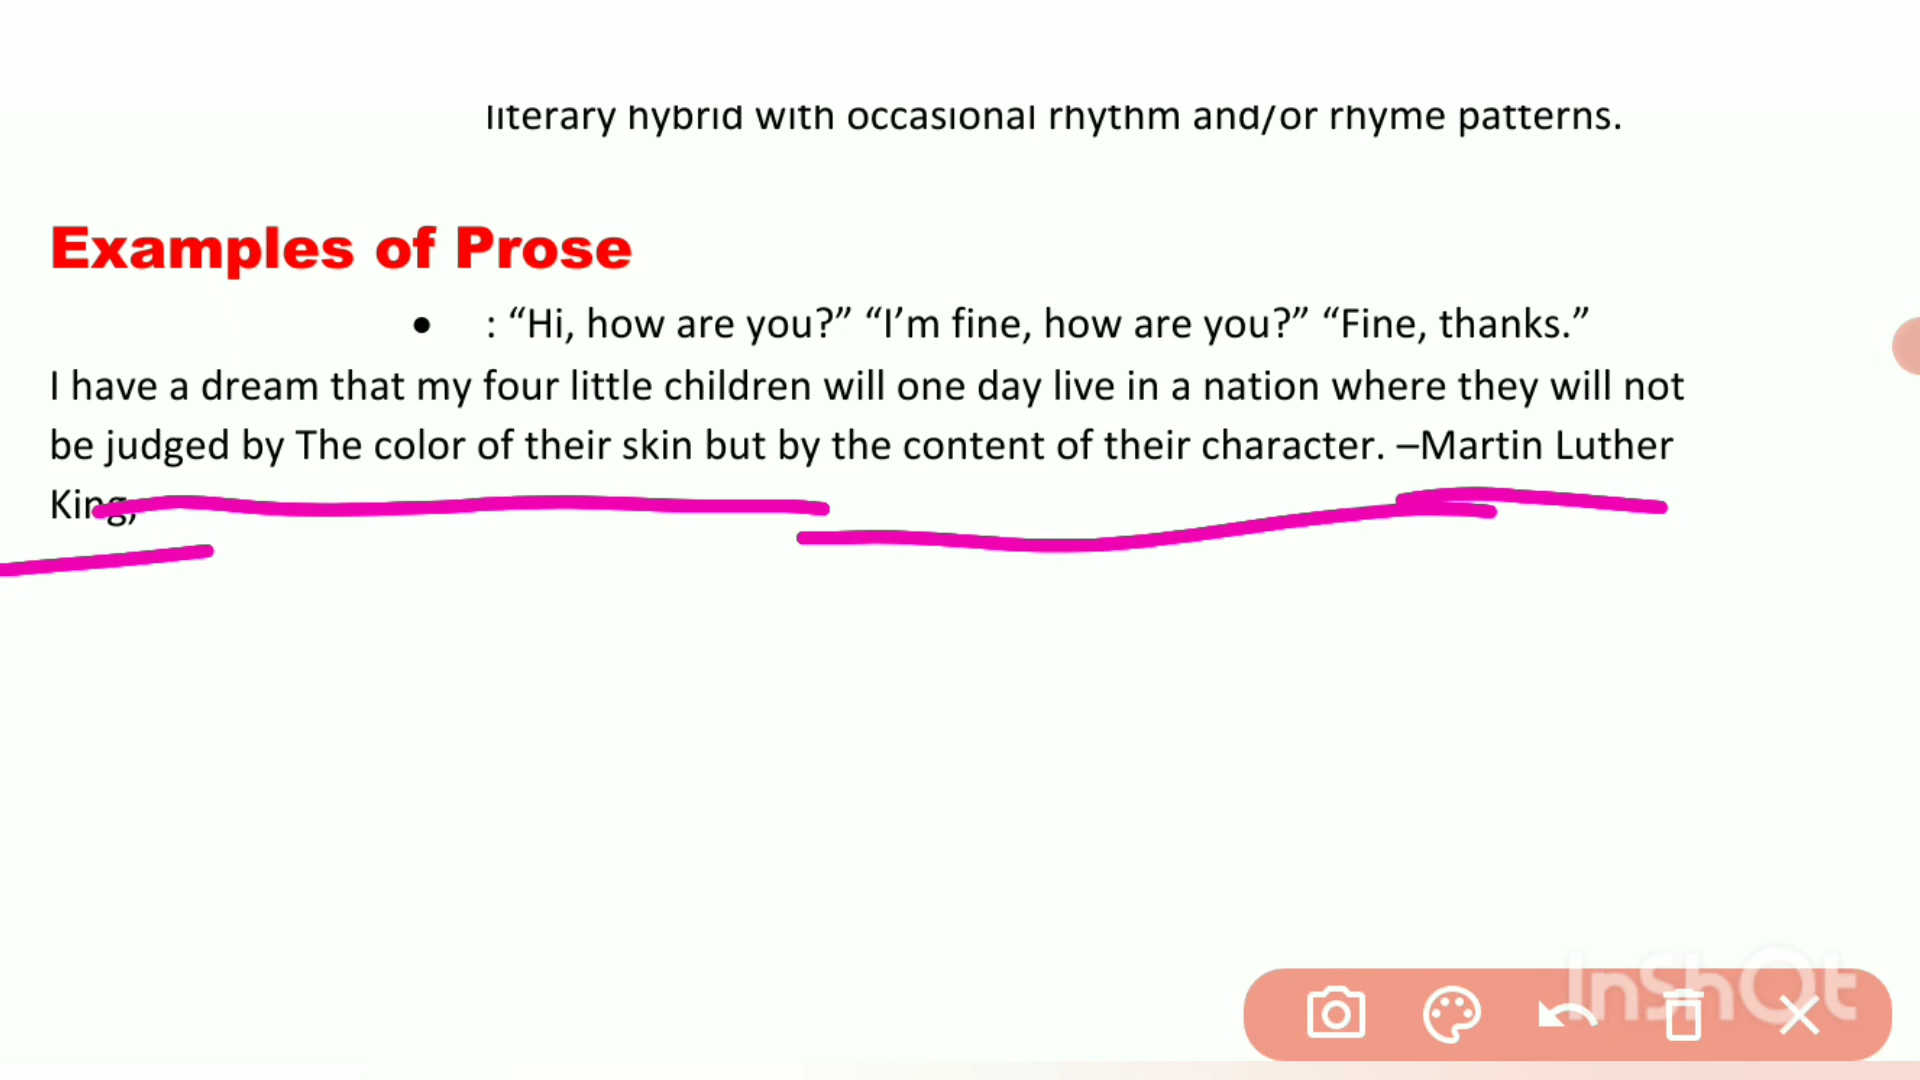 literary hybrid with occasional rhythm and/or rhyme patterns.
Examples of Prose
• : “Hi, how are you?” “I’m fine, how are you?” “Fine, thanks.”
I have a dream that my four little children will one day live in a nation where they will not
be judged by The color of their skin but by the content of their character. –Martin Luther
King,
InShOt